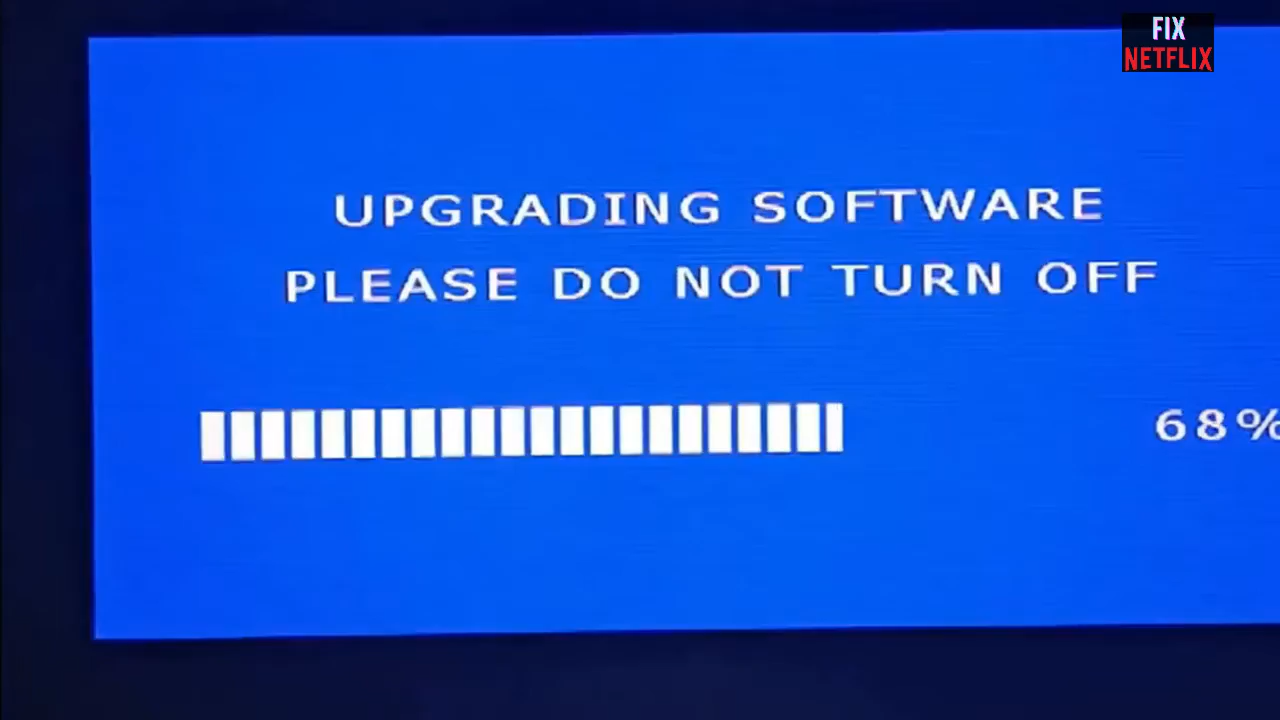 FIX
NETFLIX
UPGRADING SOFTWARE
PLEASE DO NOT TURN OFF
68%